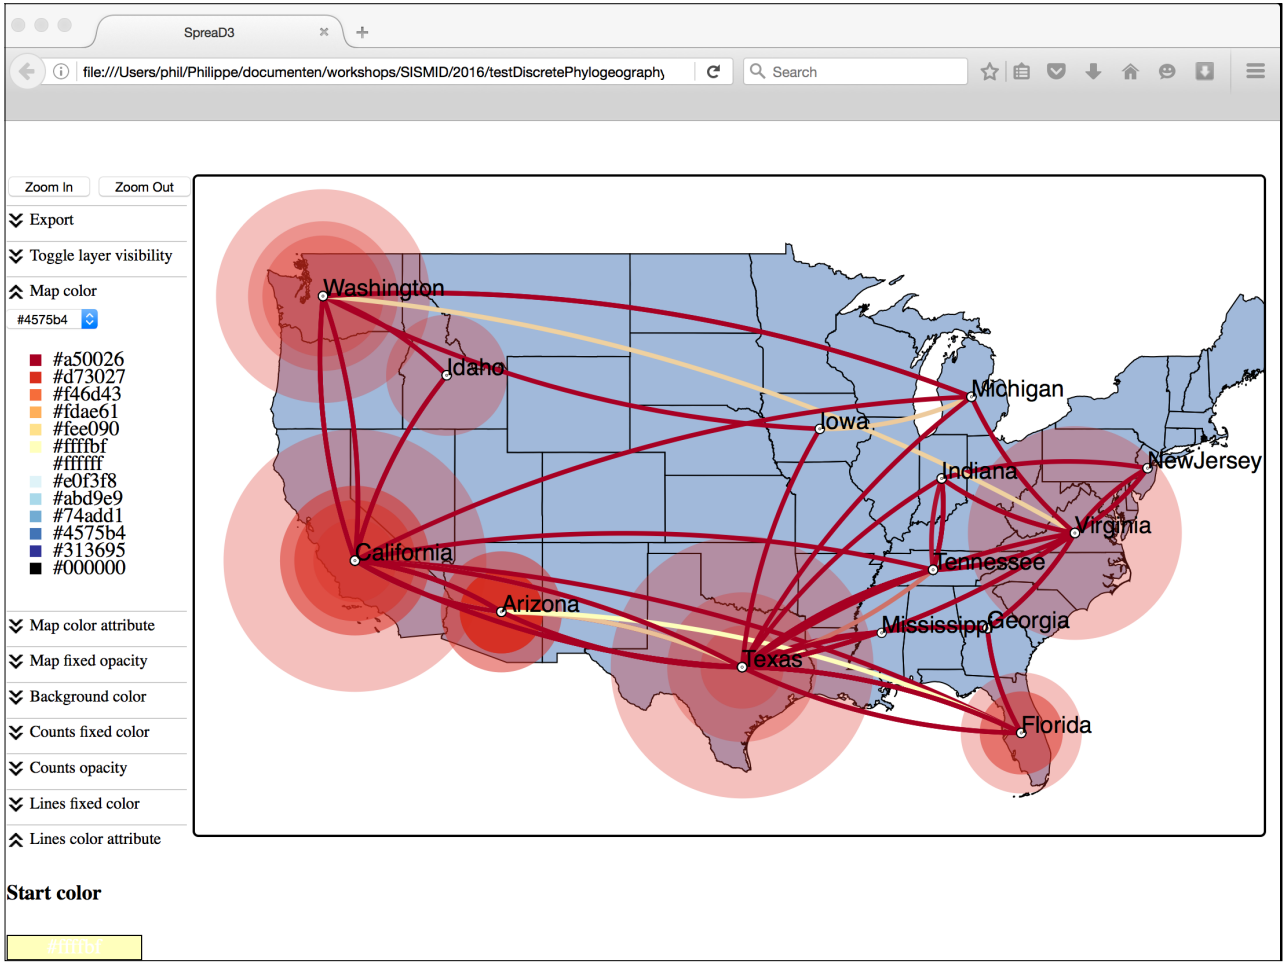 SpreaD3
file:///Users/phil/Philippe/documenten/workshops/SISMID/2016/testDiscretePhylogeography
Search
Zoom In
Zoom Out
Export
Toggle layer visibility
Map color
#4575b4
#a50026
#d73027
#f46d43
#fdae61
#fee090
#ffffbf
#ffffff
#e0f3f8
#abd9e9
#74add1
#4575b4
#313695
#000000
Map color attribute
Map fixed opacity
Background color
Counts fixed color
Counts opacity
Lines fixed color
Lines color attribute
Start color
#ffffbf
Washington
Idaho
Michigan
Iowa
Indiana
NewJersey
Virginia
California
Tennessee
Arizona
Mississippi
Georgia
Texas
Florida